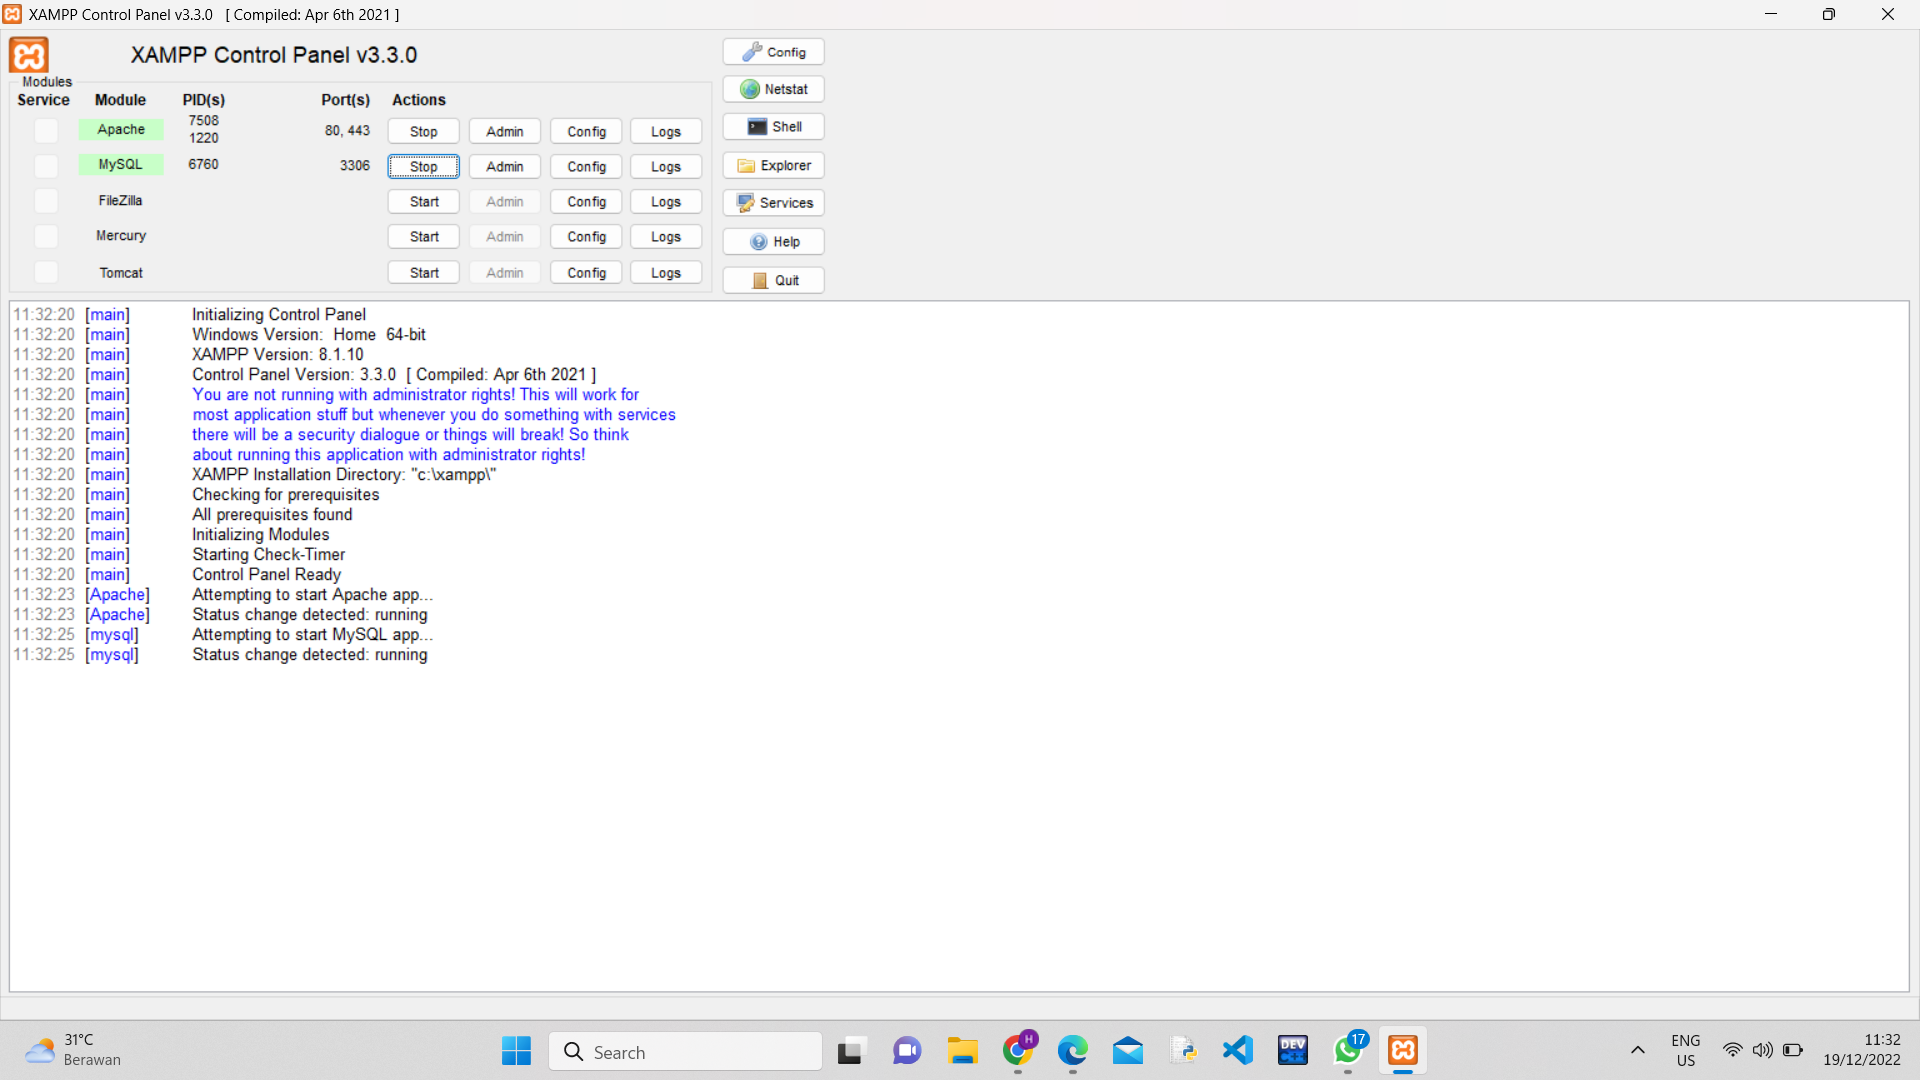 XAMPP Control Panel v3.3.0   [ Compiled: Apr 6th 2021 ]
XAMPP Control Panel v3.3.0
Modules
Service Module PID(s) Port(s) Actions
Apache 7508 1220 80, 443 Stop Admin Config Logs
MySQL 6760 3306 Stop Admin Config Logs
FileZilla Start Admin Config Logs
Mercury Start Admin Config Logs
Tomcat Start Admin Config Logs
Config
Netstat
Shell
Explorer
Services
Help
Quit
11:32:20 [main] Initializing Control Panel
11:32:20 [main] Windows Version:  Home  64-bit
11:32:20 [main] XAMPP Version: 8.1.10
11:32:20 [main] Control Panel Version: 3.3.0  [ Compiled: Apr 6th 2021 ]
11:32:20 [main] You are not running with administrator rights! This will work for
11:32:20 [main] most application stuff but whenever you do something with services
11:32:20 [main] there will be a security dialogue or things will break! So think
11:32:20 [main] about running this application with administrator rights!
11:32:20 [main] XAMPP Installation Directory: "c:\xampp\"
11:32:20 [main] Checking for prerequisites
11:32:20 [main] All prerequisites found
11:32:20 [main] Initializing Modules
11:32:20 [main] Starting Check-Timer
11:32:20 [main] Control Panel Ready
11:32:23 [Apache] Attempting to start Apache app...
11:32:23 [Apache] Status change detected: running
11:32:25 [mysql] Attempting to start MySQL app...
11:32:25 [mysql] Status change detected: running
31°C
Berawan
Search
H
DEV
C++
17
ENG
US
11:32
19/12/2022